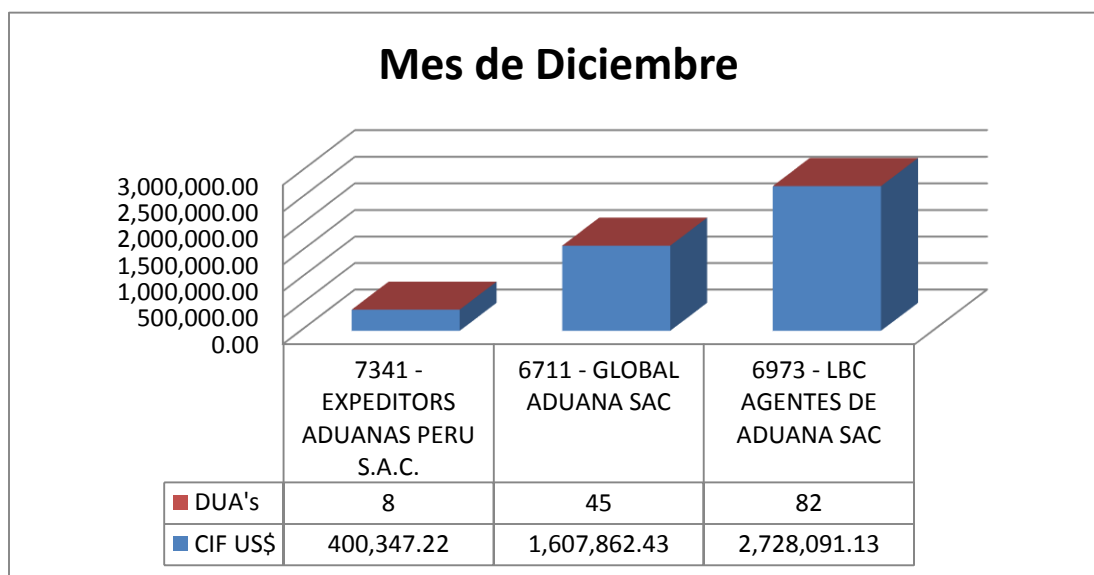 Mes de Diciembre
3,000,000.00
2,500,000.00
2,000,000.00
1,500,000.00
1,000,000.00
500,000.00
0.00
7341 -
EXPEDITORS
ADUANAS PERU
S.A.C.
6711 - GLOBAL
ADUANA SAC
6973 - LBC
AGENTES DE
ADUANA SAC
DUA's 8 45 82
CIF US$ 400,347.22 1,607,862.43 2,728,091.13